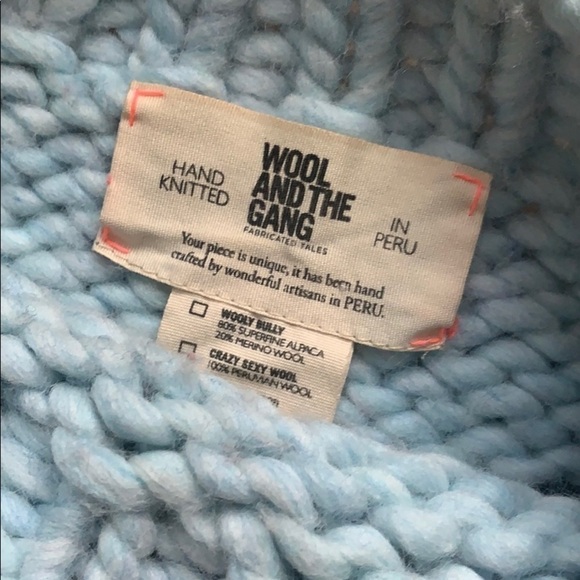 HAND
KNITTED
WOOL
AND THE
GANG
FABRICATED TALES
IN
PERU
Your piece is unique, it has been hand
crafted by wonderful artisans in PERU.
WOOLY BULLY
80% SUPERFINE ALPACA
20% MERINO WOOL
CRAZY SEXY WOOL
100% PERUVIAN WOOL